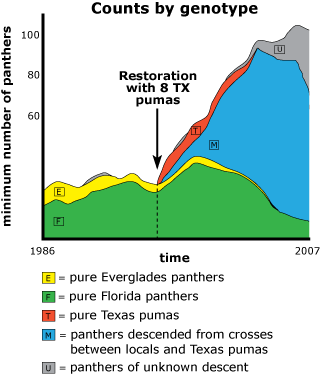 Counts by genotype
minimum number of panthers
100
80
60
Restoration
with 8 TX
pumas
U
T
M
E
F
1986
time
2007
E = pure Everglades panthers
F = pure Florida panthers
T = pure Texas pumas
M = panthers descended from crosses
between locals and Texas pumas
U = panthers of unknown descent